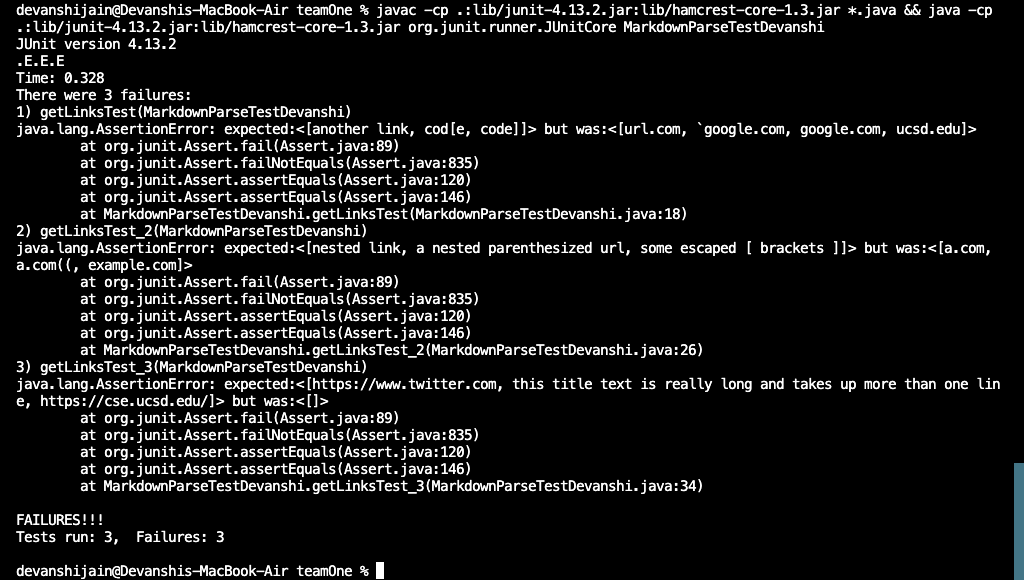 devanshijain@Devanshis-MacBook-Air teamOne % javac -cp .:lib/junit-4.13.2.jar:lib/hamcrest-core-1.3.jar *.java && java -cp
.:lib/junit-4.13.2.jar:lib/hamcrest-core-1.3.jar org.junit.runner.JUnitCore MarkdownParseTestDevanshi
JUnit version 4.13.2
.E.E.E
Time: 0.328
There were 3 failures:
1) getLinksTest(MarkdownParseTestDevanshi)
java.lang.AssertionError: expected:<[another link, cod[e, code]]> but was:<[url.com, `google.com, google.com, ucsd.edu]>
        at org.junit.Assert.fail(Assert.java:89)
        at org.junit.Assert.failNotEquals(Assert.java:835)
        at org.junit.Assert.assertEquals(Assert.java:120)
        at org.junit.Assert.assertEquals(Assert.java:146)
        at MarkdownParseTestDevanshi.getLinksTest(MarkdownParseTestDevanshi.java:18)
2) getLinksTest_2(MarkdownParseTestDevanshi)
java.lang.AssertionError: expected:<[nested link, a nested parenthesized url, some escaped [ brackets ]]> but was:<[a.com,
a.com((, example.com]>
        at org.junit.Assert.fail(Assert.java:89)
        at org.junit.Assert.failNotEquals(Assert.java:835)
        at org.junit.Assert.assertEquals(Assert.java:120)
        at org.junit.Assert.assertEquals(Assert.java:146)
        at MarkdownParseTestDevanshi.getLinksTest_2(MarkdownParseTestDevanshi.java:26)
3) getLinksTest_3(MarkdownParseTestDevanshi)
java.lang.AssertionError: expected:<[https://www.twitter.com, this title text is really long and takes up more than one lin
e, https://cse.ucsd.edu/]> but was:<[]>
        at org.junit.Assert.fail(Assert.java:89)
        at org.junit.Assert.failNotEquals(Assert.java:835)
        at org.junit.Assert.assertEquals(Assert.java:120)
        at org.junit.Assert.assertEquals(Assert.java:146)
        at MarkdownParseTestDevanshi.getLinksTest_3(MarkdownParseTestDevanshi.java:34)

FAILURES!!!
Tests run: 3,  Failures: 3

devanshijain@Devanshis-MacBook-Air teamOne %